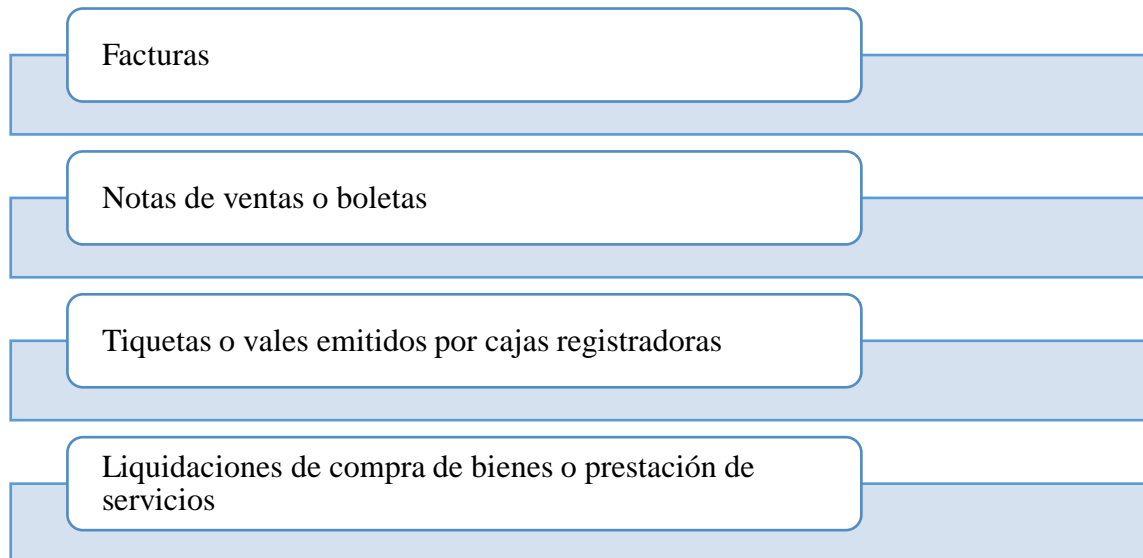 Facturas
Notas de ventas o boletas
Tiquetas o vales emitidos por cajas registradoras
Liquidaciones de compra de bienes o prestación de
servicios